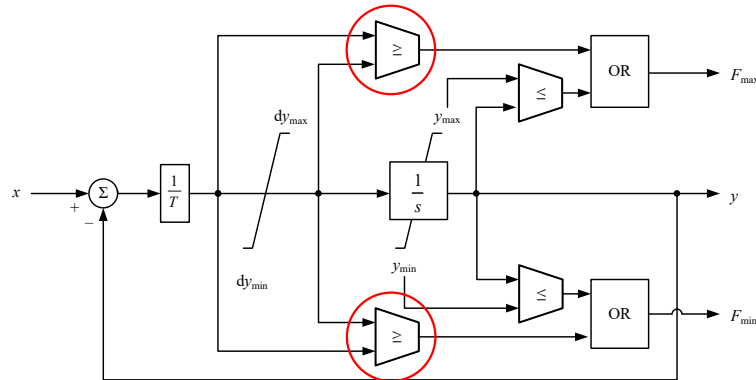 ≥
OR
F_max
≤
y_max
dy_max
x
+
−
Σ
1
T
1
s
y
y_min
dy_min
≤
OR
F_min
≥